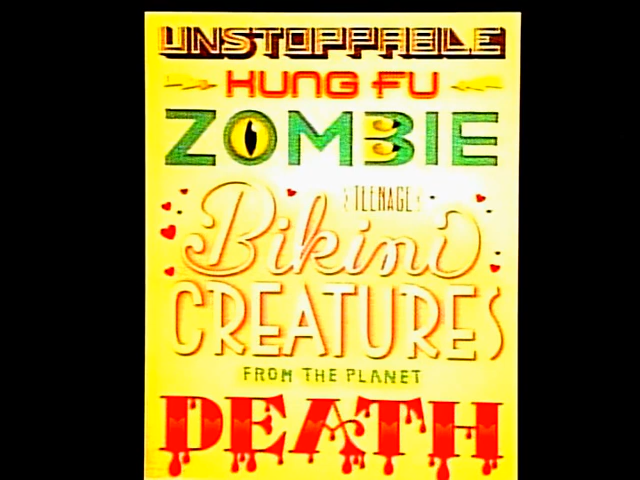 UNSTOPPABLE
KUNG FU
ZOMBIE
TEENAGE
Bikini
CREATURES
FROM THE PLANET
DEATH